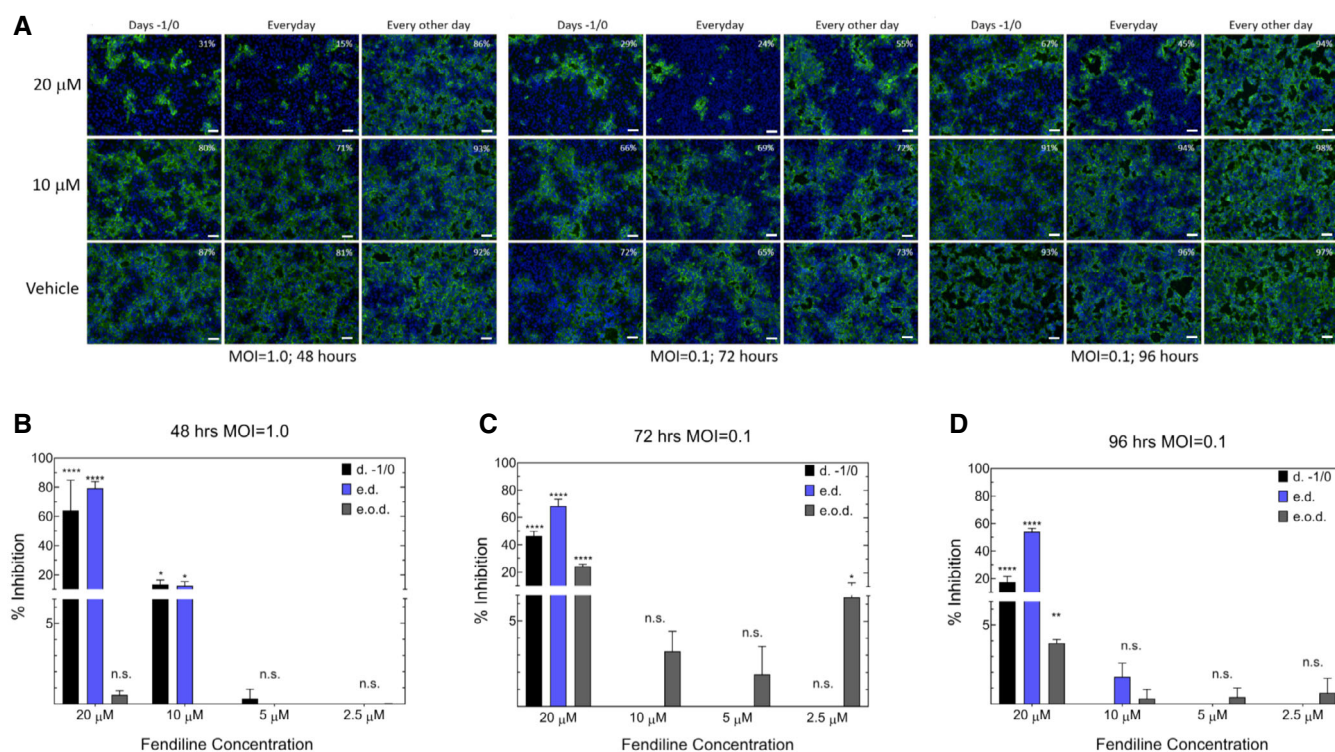 A
Days -1/0 Everyday Every other day Days -1/0 Everyday Every other day Days -1/0 Everyday Every other day
20 μM 31% 15% 86% 29% 24% 55% 67% 45% 94%
10 μM 80% 71% 93% 66% 69% 72% 91% 94% 98%
Vehicle 87% 81% 92% 72% 65% 73% 93% 96% 97%
MOI=1.0; 48 hours MOI=0.1; 72 hours MOI=0.1; 96 hours
B
48 hrs MOI=1.0
% Inhibition
100
80
60
40
20
5
**** **** n.s.
* *
n.s.
n.s.
d. -1/0
e.d.
e.o.d.
20 μM 10 μM 5 μM 2.5 μM
Fendiline Concentration
C
72 hrs MOI=0.1
% Inhibition
100
80
60
40
20
5
**** **** ****
n.s.
n.s.
n.s. *
d. -1/0
e.d.
e.o.d.
20 μM 10 μM 5 μM 2.5 μM
Fendiline Concentration
D
96 hrs MOI=0.1
% Inhibition
100
80
60
40
20
5
**** **** **
n.s.
n.s.
n.s.
d. -1/0
e.d.
e.o.d.
20 μM 10 μM 5 μM 2.5 μM
Fendiline Concentration